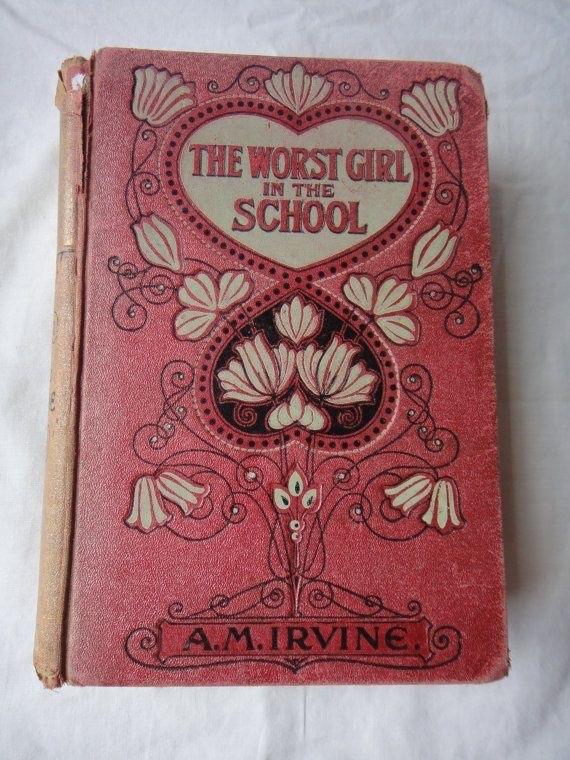 THE WORST GIRL
IN THE
SCHOOL
A.M.IRVINE.